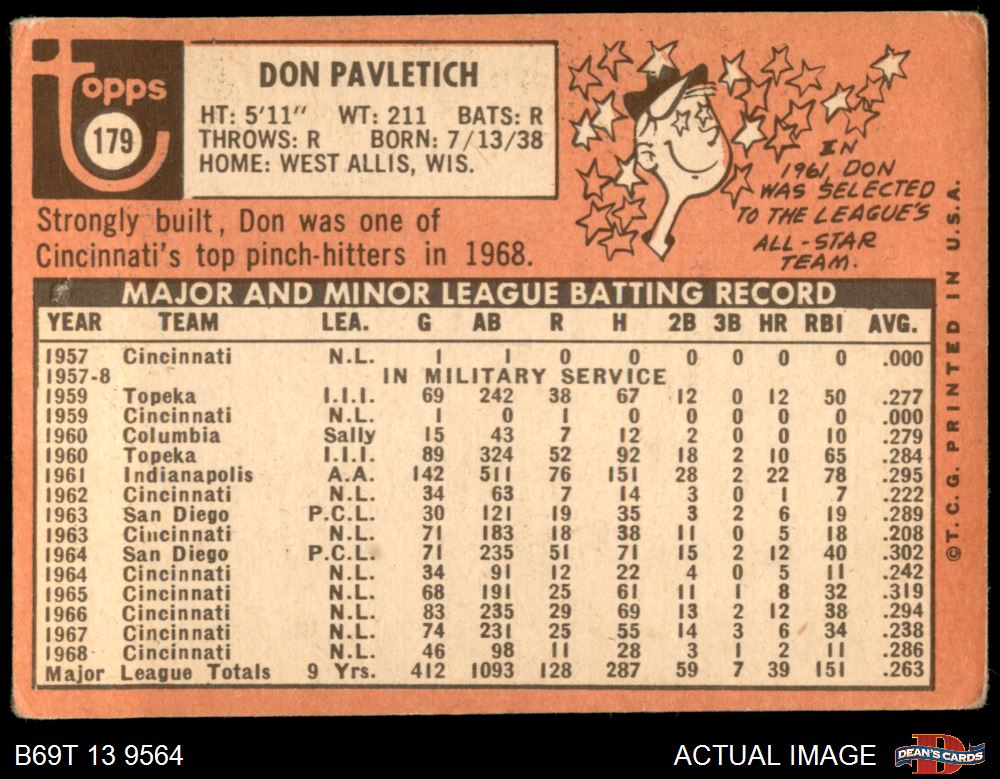 Topps
179
DON PAVLETICH
HT: 5'11" WT: 211 BATS: R
THROWS: R BORN: 7/13/38
HOME: WEST ALLIS, WIS.
Strongly built, Don was one of
Cincinnati's top pinch-hitters in 1968.
IN
1961, DON
WAS SELECTED
TO THE LEAGUE'S
ALL-STAR
TEAM.
MAJOR AND MINOR LEAGUE BATTING RECORD
YEAR TEAM LEA. G AB R H 2B 3B HR RBI AVG.
1957 Cincinnati N.L. 1 1 0 0 0 0 0 0 .000
1957-8 IN MILITARY SERVICE
1959 Topeka I.I.I. 69 242 38 67 12 0 12 50 .277
1959 Cincinnati N.L. 1 0 1 0 0 0 0 0 .000
1960 Columbia Sally 15 43 7 12 2 0 0 10 .279
1960 Topeka I.I.I. 89 324 52 92 18 2 10 65 .284
1961 Indianapolis A.A. 142 511 76 151 28 2 22 78 .295
1962 Cincinnati N.L. 34 63 7 14 3 0 1 7 .222
1963 San Diego P.C.L. 30 121 19 35 3 2 6 19 .289
1963 Cincinnati N.L. 71 183 18 38 11 0 5 18 .208
1964 San Diego P.C.L. 71 235 51 71 15 2 12 40 .302
1964 Cincinnati N.L. 34 91 12 22 4 0 5 11 .242
1965 Cincinnati N.L. 68 191 25 61 11 1 8 32 .319
1966 Cincinnati N.L. 83 235 29 69 13 2 12 38 .294
1967 Cincinnati N.L. 74 231 25 55 14 3 6 34 .238
1968 Cincinnati N.L. 46 98 11 28 3 1 2 11 .286
Major League Totals 9 Yrs. 412 1093 128 287 59 7 39 151 .263
©T.C.G. PRINTED IN U.S.A.
B69T 13 9564
ACTUAL IMAGE
D
DEAN'S CARDS